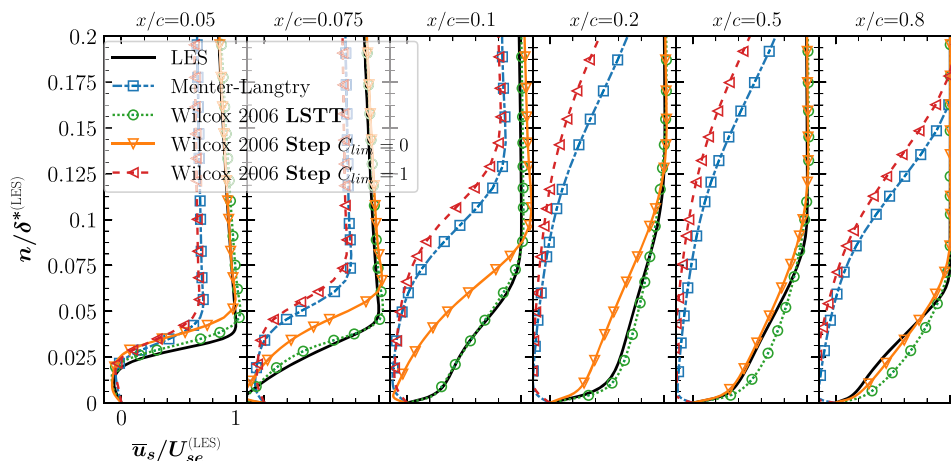 x/c=0.05 x/c=0.075 x/c=0.1 x/c=0.2 x/c=0.5 x/c=0.8
0.2
0.175
0.15
0.125
0.1
0.075
0.05
0.025
0
n/δ*(LES)
LES
Menter-Langtry
Wilcox 2006 LSTT
Wilcox 2006 Step C_lim=0
Wilcox 2006 Step C_lim=1
0 1
u̅_s/U_se^(LES)